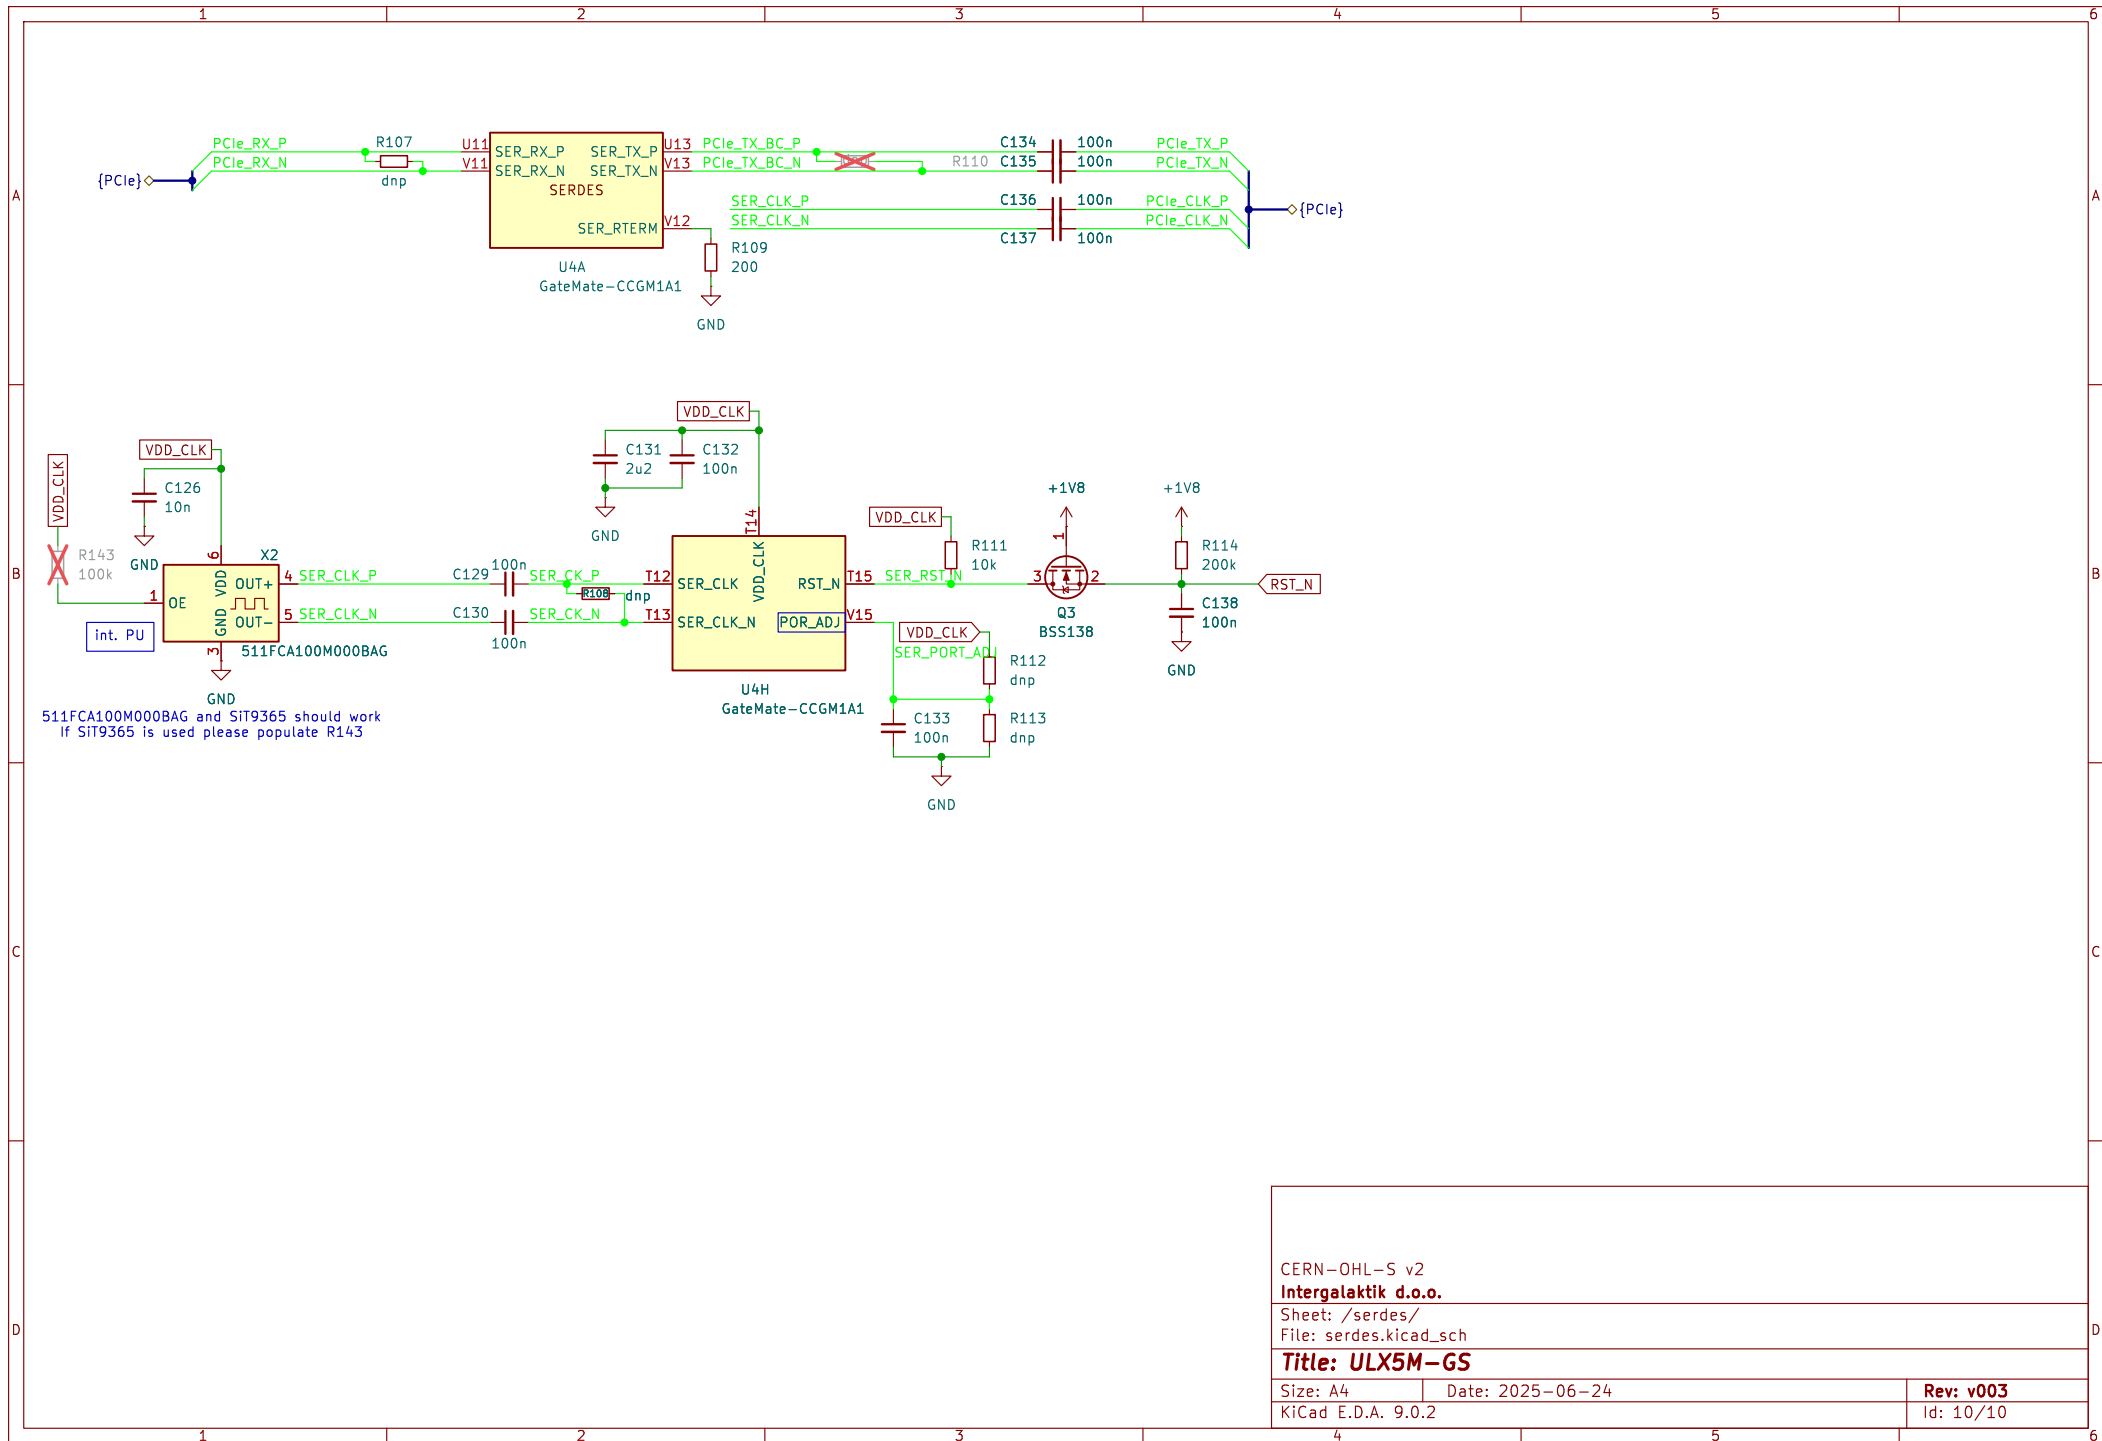 1 2 3 4 5 6
A A
B B
C C
D D
1 2 3 4 5 6
{PCIe}
PCIe_RX_P
PCIe_RX_N
R107
dnp
U11
V11
SER_RX_P SER_TX_P
SER_RX_N SER_TX_N
SERDES
SER_RTERM
U13
V13
V12
U4A
GateMate-CCGM1A1
PCIe_TX_BC_P
PCIe_TX_BC_N
R110
SER_CLK_P
SER_CLK_N
R109
200
GND
C134 100n
C135 100n
C136 100n
C137 100n
PCIe_TX_P
PCIe_TX_N
PCIe_CLK_P
PCIe_CLK_N
{PCIe}
VDD_CLK
R143
100k
VDD_CLK
C126
10n
GND
X2
6
VDD
OUT+ 4
1 OE
OUT- 5
GND
3
511FCA100M000BAG
int. PU
GND
511FCA100M000BAG and SiT9365 should work
If SiT9365 is used please populate R143
SER_CLK_P
SER_CLK_N
C129
100n
C130
100n
SER_CK_P
SER_CK_N
R108
dnp
VDD_CLK
C131
2u2
C132
100n
GND
T14
VDD_CLK
T12 SER_CLK
T13 SER_CLK_N
RST_N T15
POR_ADJ V15
U4H
GateMate-CCGM1A1
VDD_CLK
R111
10k
SER_RST_N
VDD_CLK
SER_PORT_ADJ
R112
dnp
R113
dnp
C133
100n
GND
+1V8
1
3
2
Q3
BSS138
+1V8
R114
200k
RST_N
C138
100n
GND
CERN-OHL-S v2
Intergalaktik d.o.o.
Sheet: /serdes/
File: serdes.kicad_sch
Title: ULX5M-GS
Size: A4 Date: 2025-06-24 Rev: v003
KiCad E.D.A. 9.0.2 Id: 10/10